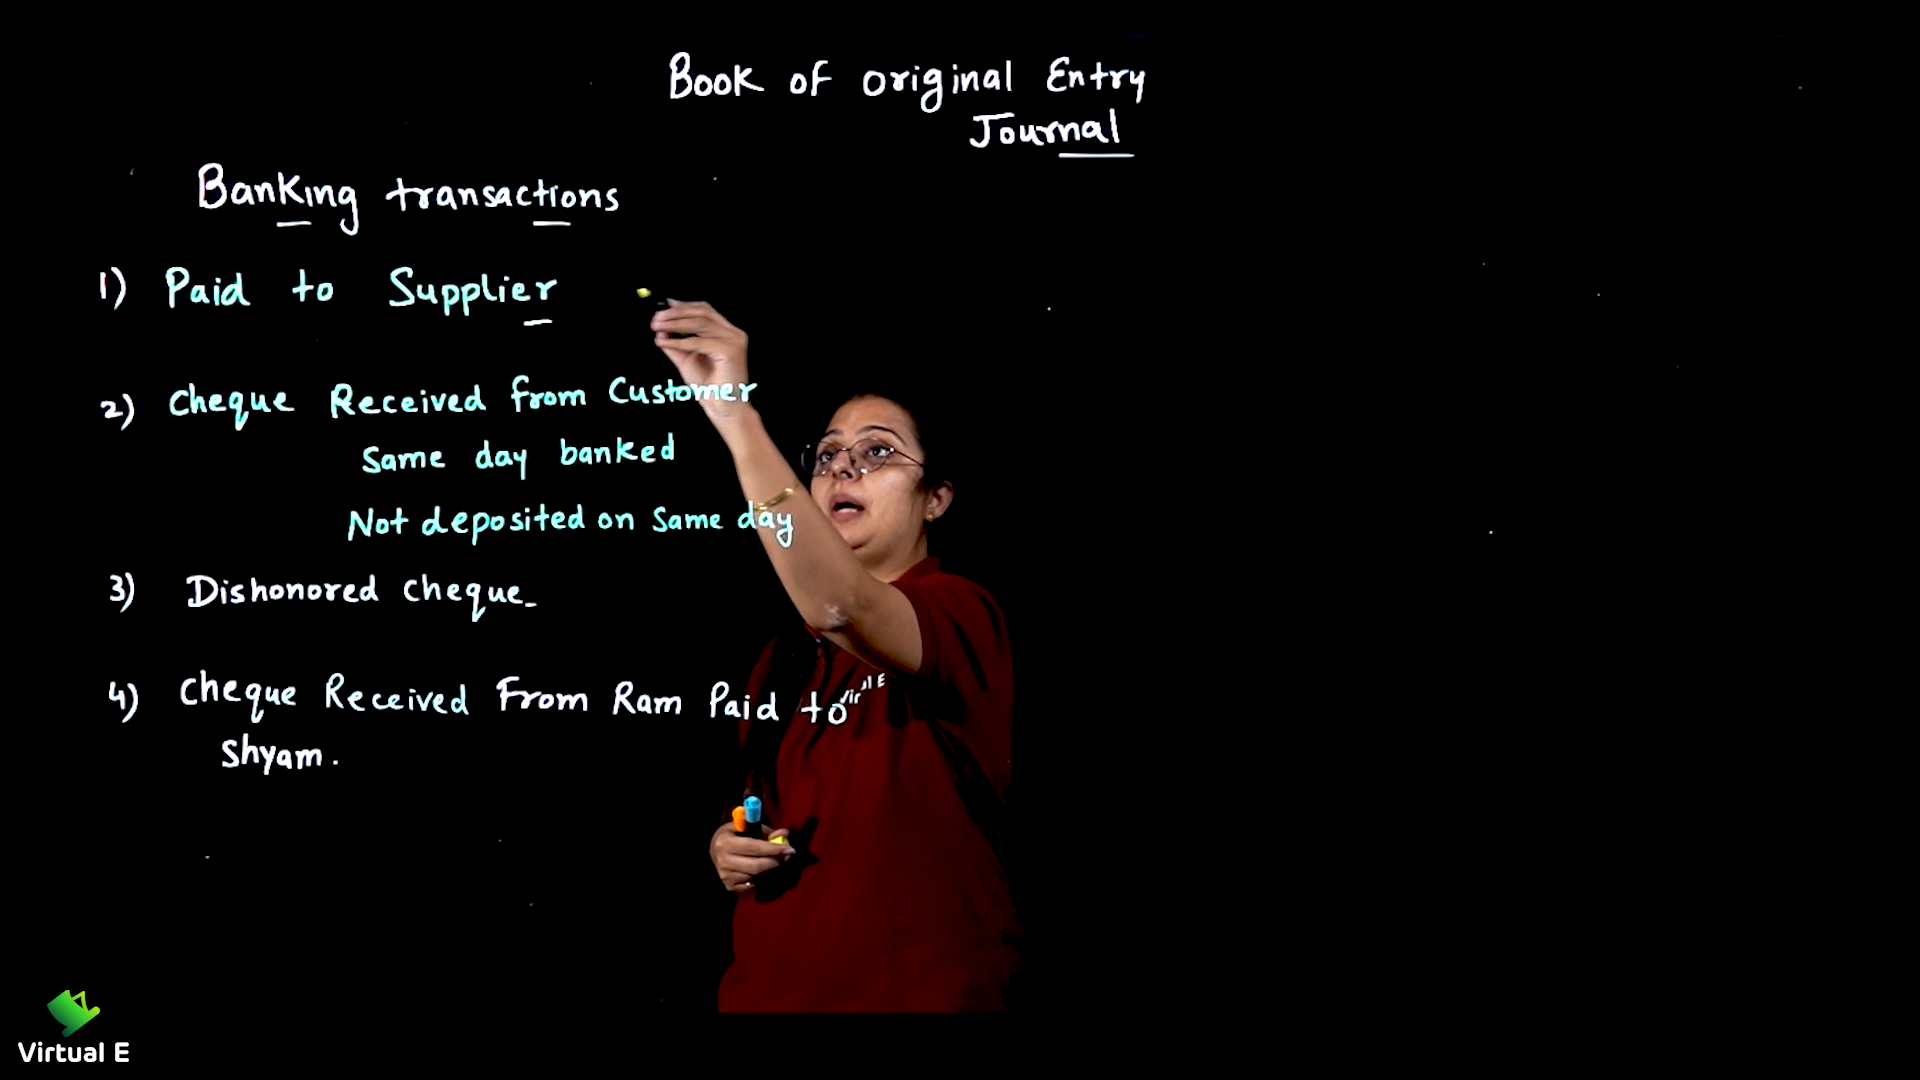 Book of original Entry
Journal
Banking transactions
1) Paid to Supplier
2) Cheque Received from Customer
Same day banked
Not deposited on Same day
3) Dishonored cheque
4) Cheque Received From Ram Paid to
Shyam.
Virtual E